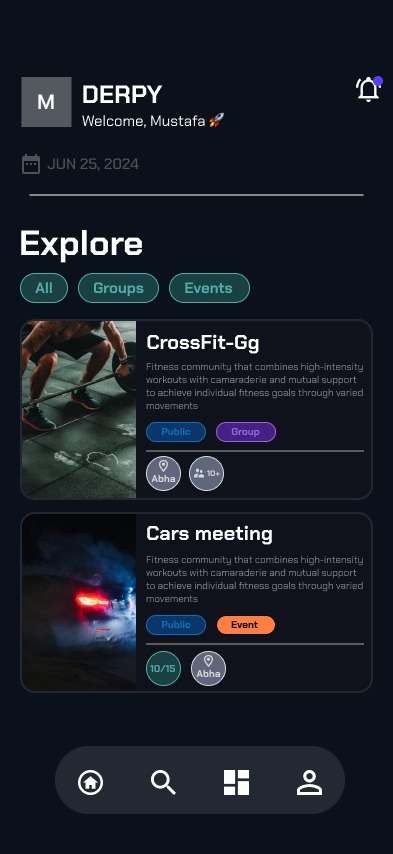 M
DERPY
Welcome, Mustafa 🚀
JUN 25, 2024
Explore
All Groups Events
CrossFit-Gg
Fitness community that combines high-intensity
workouts with camaraderie and mutual support
to achieve individual fitness goals through varied
movements
Public Group
Abha 10+
Cars meeting
Fitness community that combines high-intensity
workouts with camaraderie and mutual support
to achieve individual fitness goals through varied
movements
Public Event
10/15 Abha